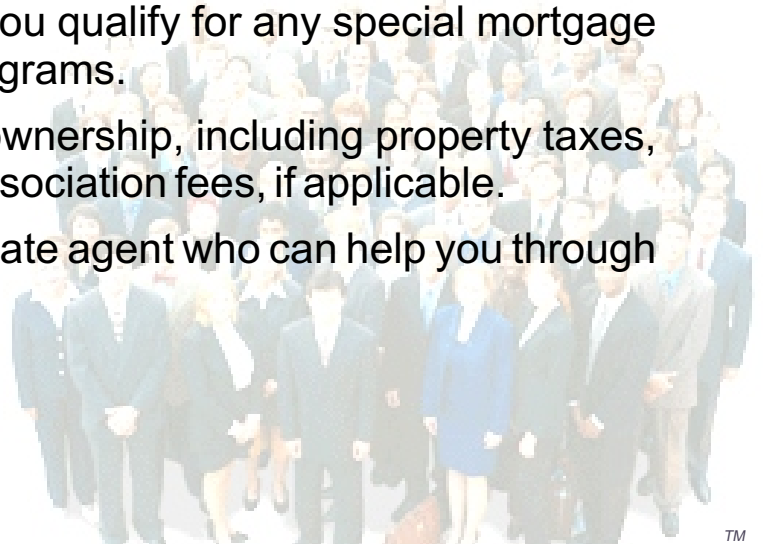 ou qualify for any special mortgage
grams.
ownership, including property taxes,
sociation fees, if applicable.
ate agent who can help you through
TM